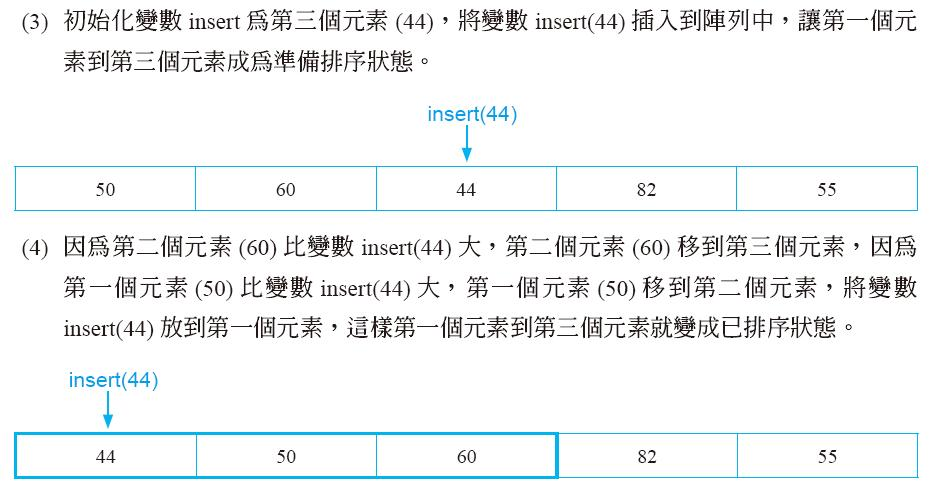 (3) 初始化變數 insert 為第三個元素 (44),將變數 insert(44) 插入到陣列中,讓第一個元
素到第三個元素成為準備排序狀態。
insert(44)
50 60 44 82 55
(4) 因為第二個元素 (60) 比變數 insert(44) 大,第二個元素 (60) 移到第三個元素,因為
第一個元素 (50) 比變數 insert(44) 大,第一個元素 (50) 移到第二個元素,將變數
insert(44) 放到第一個元素,這樣第一個元素到第三個元素就變成已排序狀態。
insert(44)
44 50 60 82 55